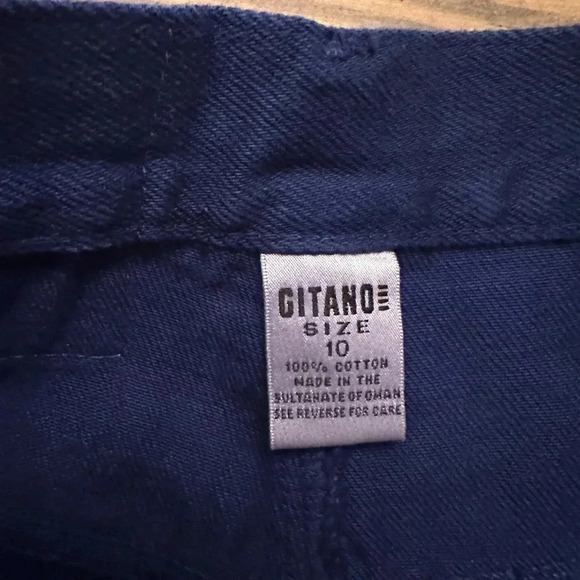 GITANO
SIZE
10
100% COTTON
MADE IN THE
SULTANATE OF OMAN
SEE REVERSE FOR CARE